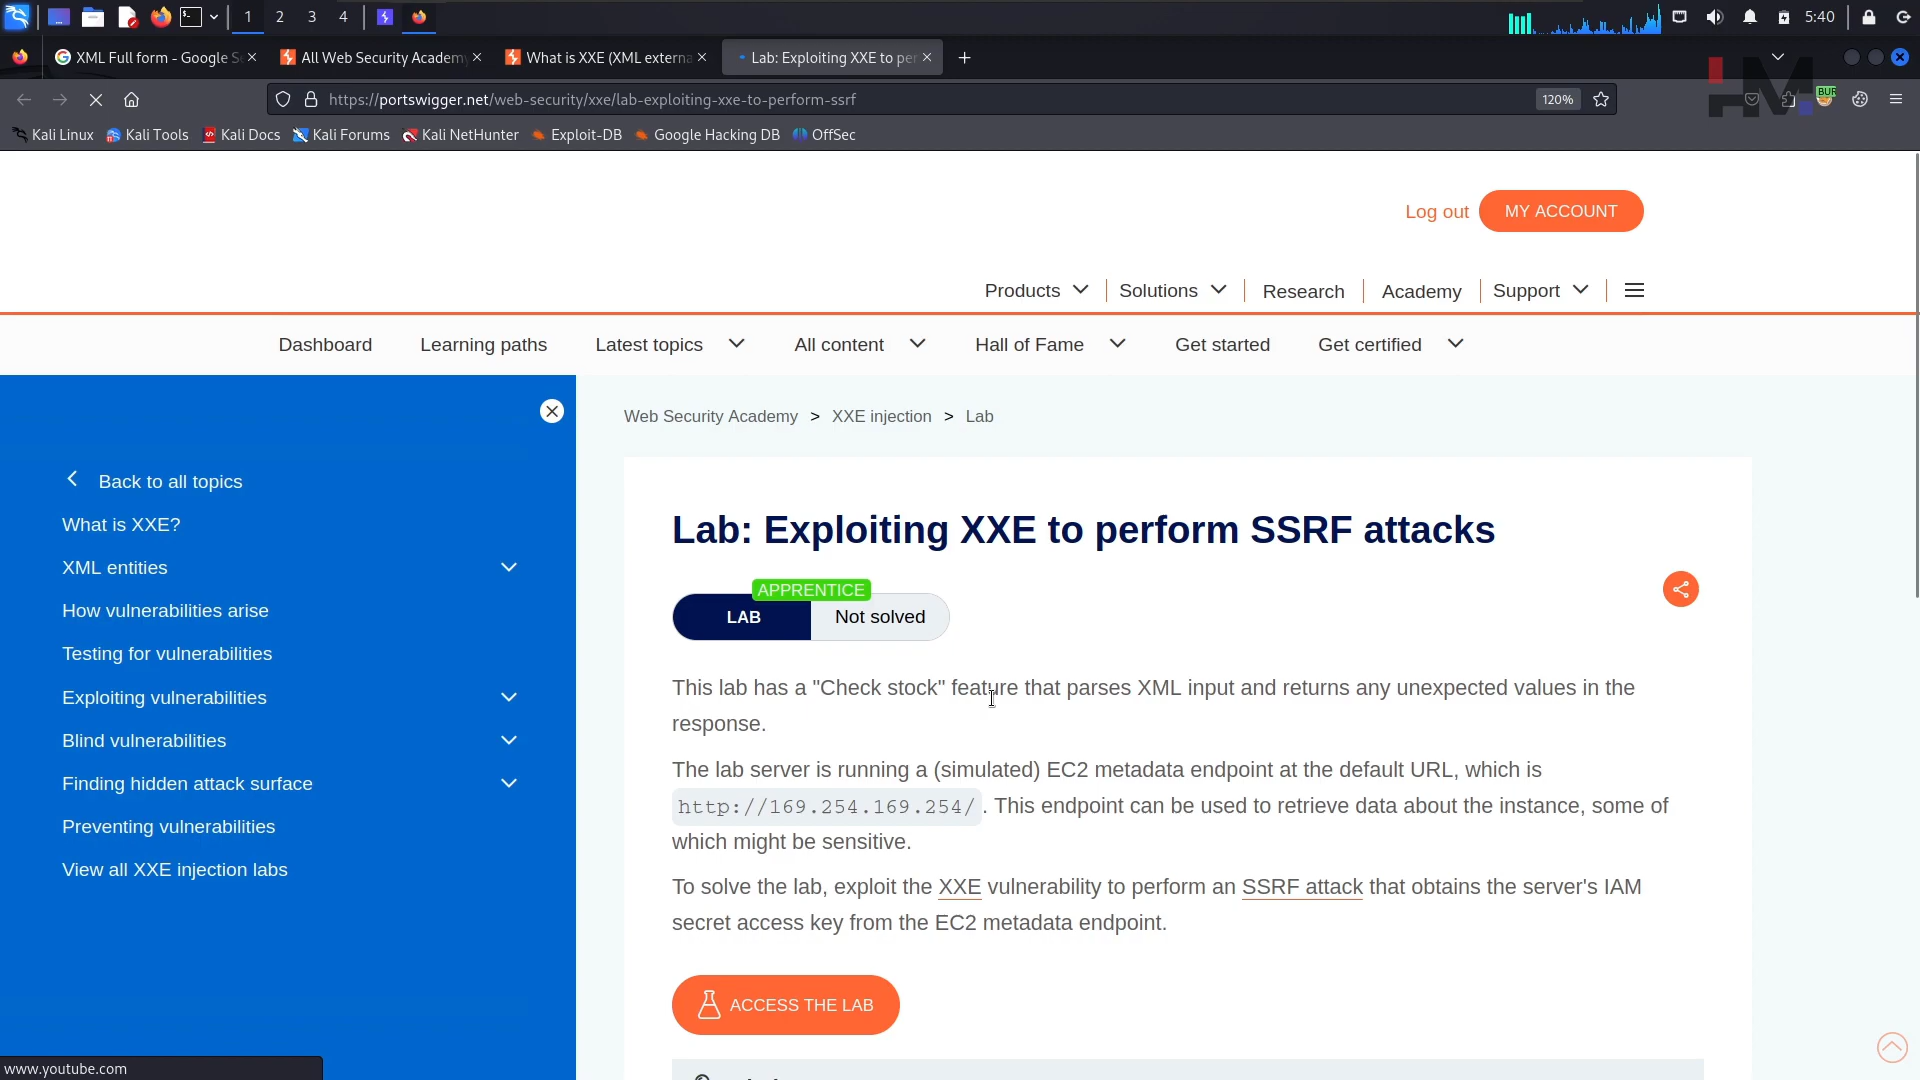 1 2 3 4 5:40
XML Full form - Google S All Web Security Academy What is XXE (XML externa Lab: Exploiting XXE to per
https://portswigger.net/web-security/xxe/lab-exploiting-xxe-to-perform-ssrf 120% BUR
Kali Linux Kali Tools Kali Docs Kali Forums Kali NetHunter Exploit-DB Google Hacking DB OffSec
HM
Log out MY ACCOUNT
Products Solutions Research Academy Support
Dashboard Learning paths Latest topics All content Hall of Fame Get started Get certified
Back to all topics
What is XXE?
XML entities
How vulnerabilities arise
Testing for vulnerabilities
Exploiting vulnerabilities
Blind vulnerabilities
Finding hidden attack surface
Preventing vulnerabilities
View all XXE injection labs
Web Security Academy > XXE injection > Lab
Lab: Exploiting XXE to perform SSRF attacks
APPRENTICE
LAB Not solved
This lab has a "Check stock" feature that parses XML input and returns any unexpected values in the
response.
The lab server is running a (simulated) EC2 metadata endpoint at the default URL, which is
http://169.254.169.254/. This endpoint can be used to retrieve data about the instance, some of
which might be sensitive.
To solve the lab, exploit the XXE vulnerability to perform an SSRF attack that obtains the server's IAM
secret access key from the EC2 metadata endpoint.
ACCESS THE LAB
www.youtube.com